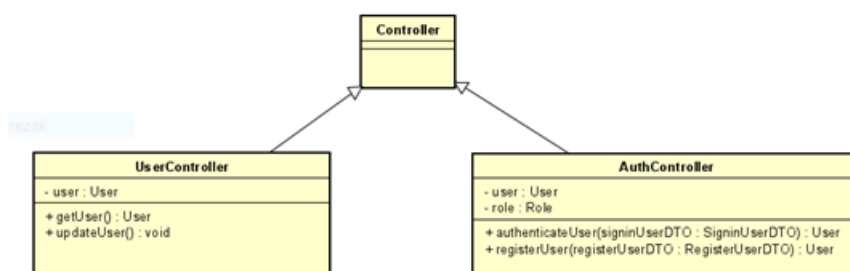 Controller
rezak
UserController
- user : User
+ getUser() : User
+ updateUser() : void
AuthController
- user : User
- role : Role
+ authenticateUser(signinUserDTO : SigninUserDTO) : User
+ registerUser(registerUserDTO : RegisterUserDTO) : User